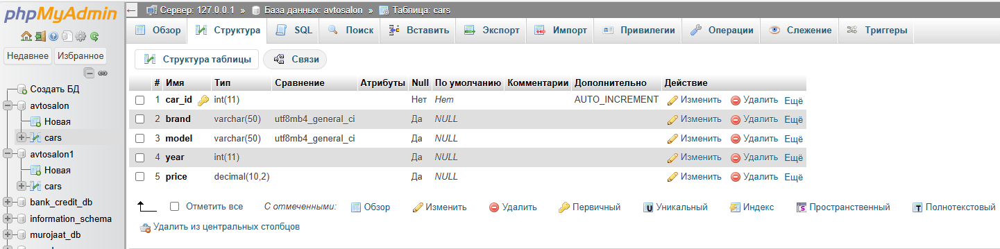 phpMyAdmin
Недавнее Избранное
Создать БД
avtosalon
Новая
cars
avtosalon1
Новая
cars
bank_credit_db
information_schema
murojaat_db
Сервер: 127.0.0.1 » База данных: avtosalon » Таблица: cars
Обзор Структура SQL Поиск Вставить Экспорт Импорт Привилегии Операции Слежение Триггеры
Структура таблицы Связи
# Имя Тип Сравнение Атрибуты Null По умолчанию Комментарии Дополнительно Действие
1 car_id int(11) Нет Нет AUTO_INCREMENT Изменить Удалить Ещё
2 brand varchar(50) utf8mb4_general_ci Да NULL Изменить Удалить Ещё
3 model varchar(50) utf8mb4_general_ci Да NULL Изменить Удалить Ещё
4 year int(11) Да NULL Изменить Удалить Ещё
5 price decimal(10,2) Да NULL Изменить Удалить Ещё
Отметить все С отмеченными: Обзор Изменить Удалить Первичный Уникальный Индекс Пространственный Полнотекстовый
Удалить из центральных столбцов